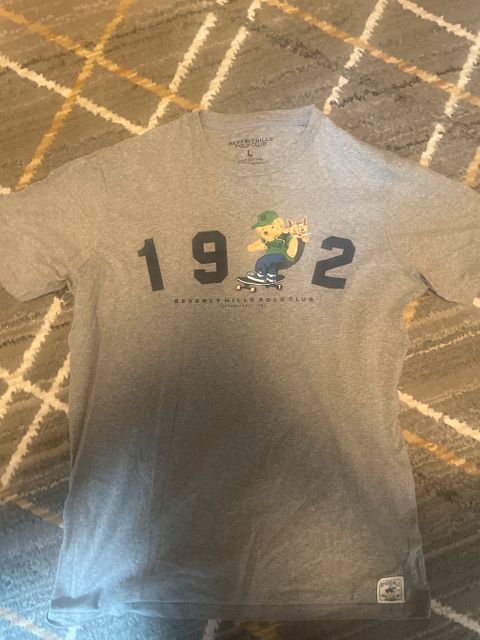 BEVERLY HILLS
POLO CLUB
L
19 2
BEVERLY HILLS POLO CLUB